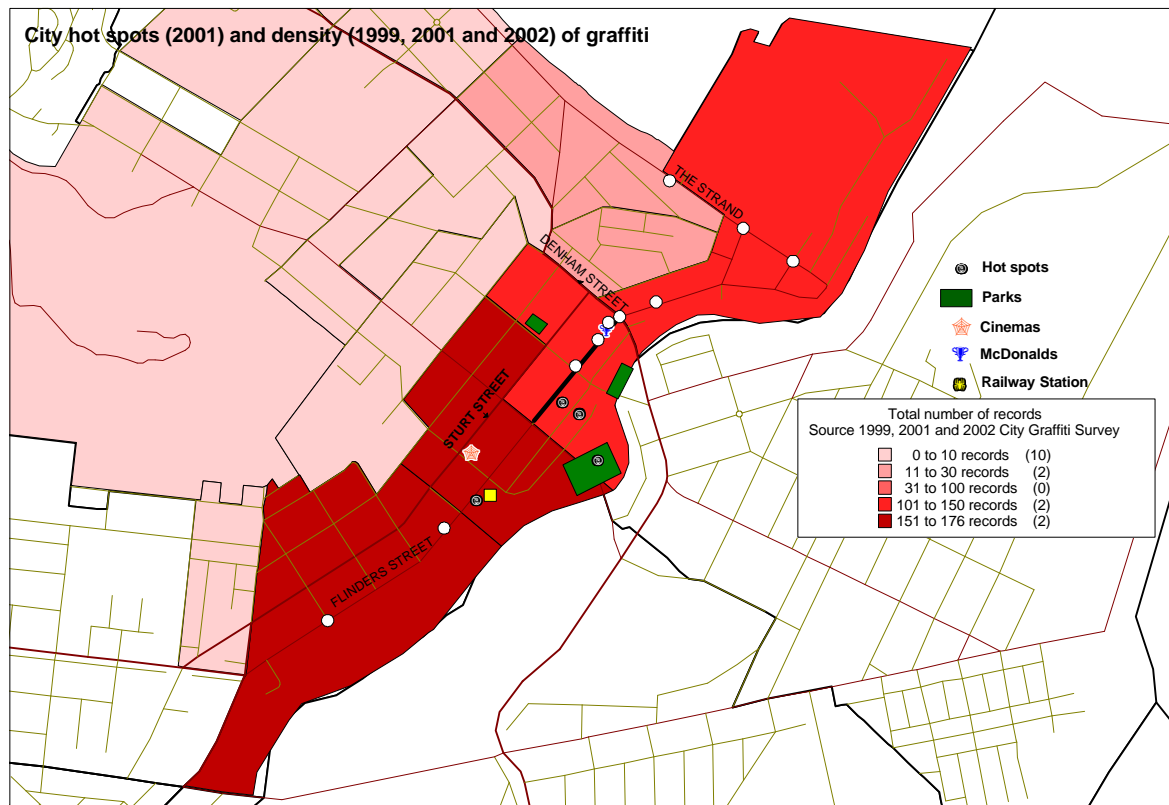 City hot spots (2001) and density (1999, 2001 and 2002) of graffiti
THE STRAND
DENHAM STREET
STURT STREET
FLINDERS STREET
Hot spots
Parks
Cinemas
McDonalds
Railway Station
Total number of records
Source 1999, 2001 and 2002 City Graffiti Survey
0 to 10 records (10)
11 to 30 records (2)
31 to 100 records (0)
101 to 150 records (2)
151 to 176 records (2)